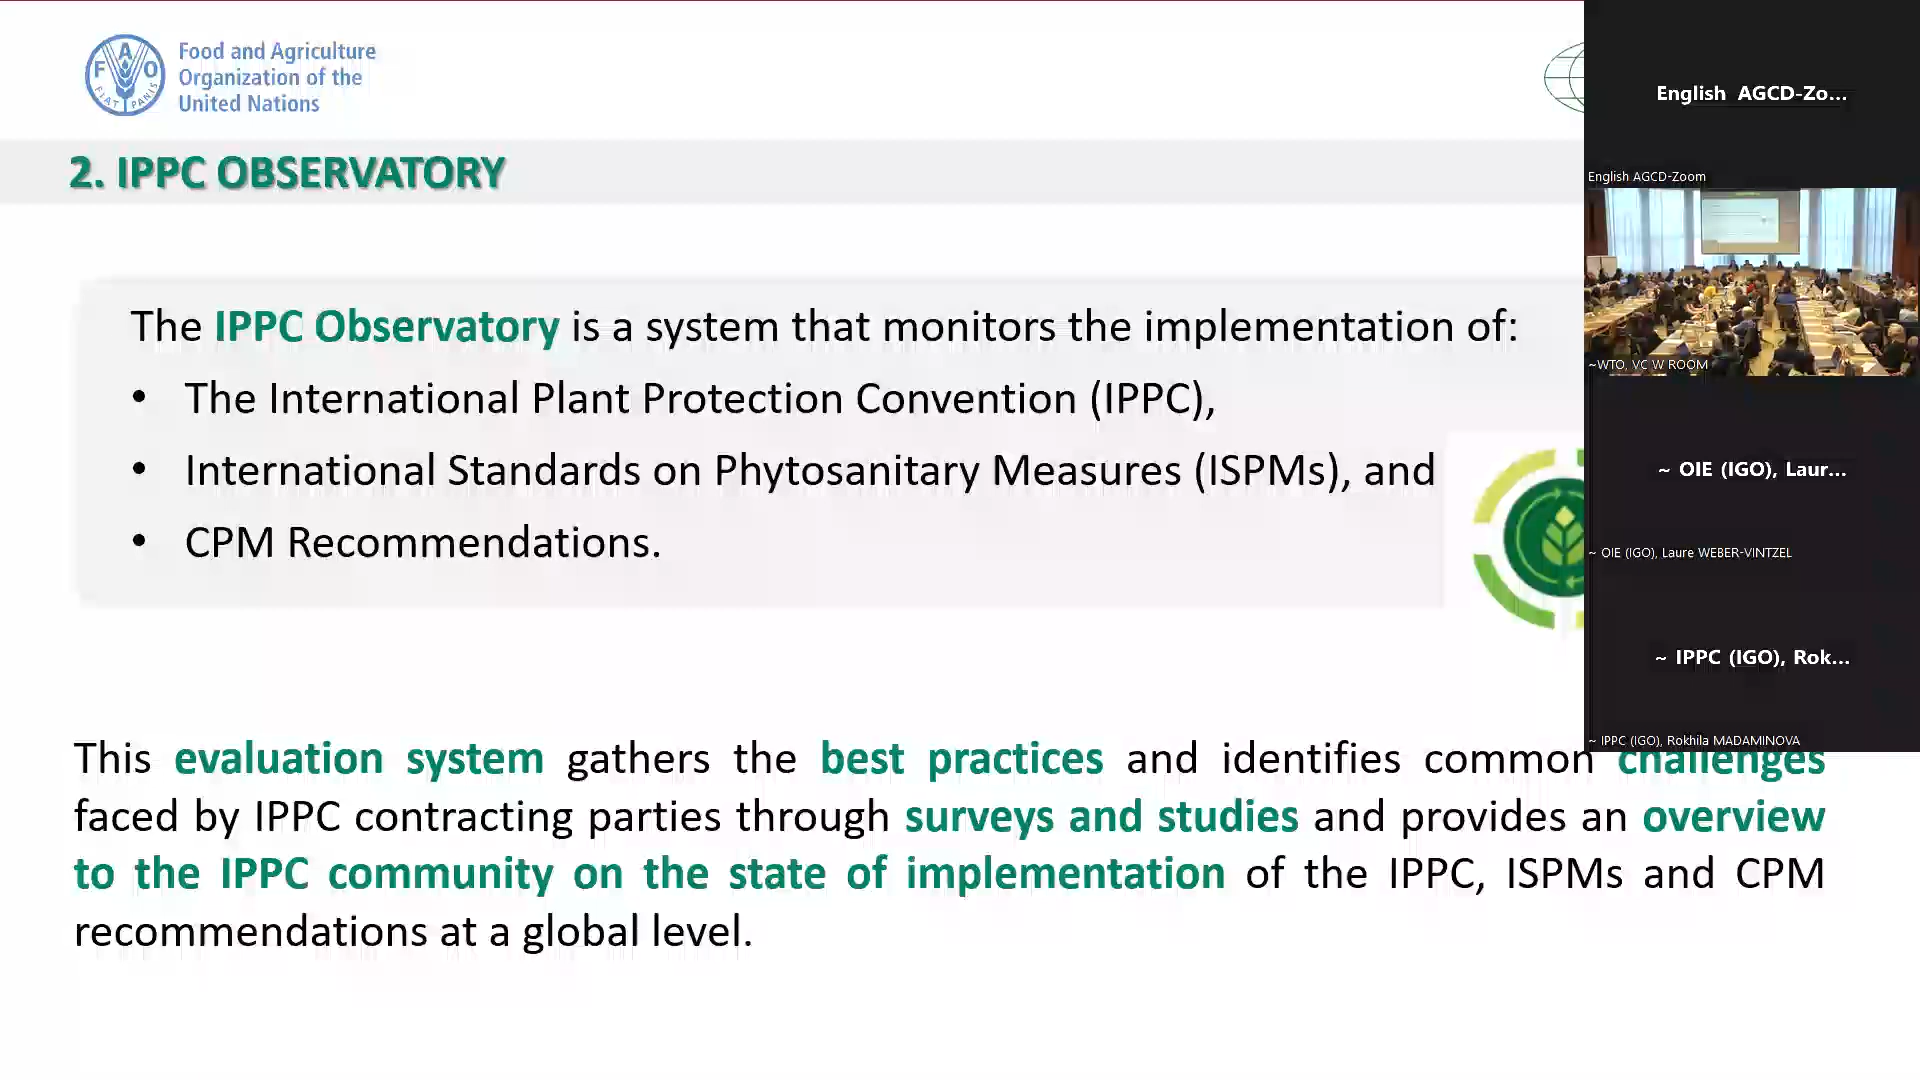 FAO
FIAT PANIS
Food and Agriculture
Organization of the
United Nations
2. IPPC OBSERVATORY
The IPPC Observatory is a system that monitors the implementation of:
• The International Plant Protection Convention (IPPC),
• International Standards on Phytosanitary Measures (ISPMs), and
• CPM Recommendations.
This evaluation system gathers the best practices and identifies common challenges
faced by IPPC contracting parties through surveys and studies and provides an overview
to the IPPC community on the state of implementation of the IPPC, ISPMs and CPM
recommendations at a global level.
English AGCD-Zo...
English AGCD-Zoom
~WTO, VC W ROOM
~ OIE (IGO), Laur...
~ OIE (IGO), Laure WEBER-VINTZEL
~ IPPC (IGO), Rok...
~ IPPC (IGO), Rokhila MADAMINOVA